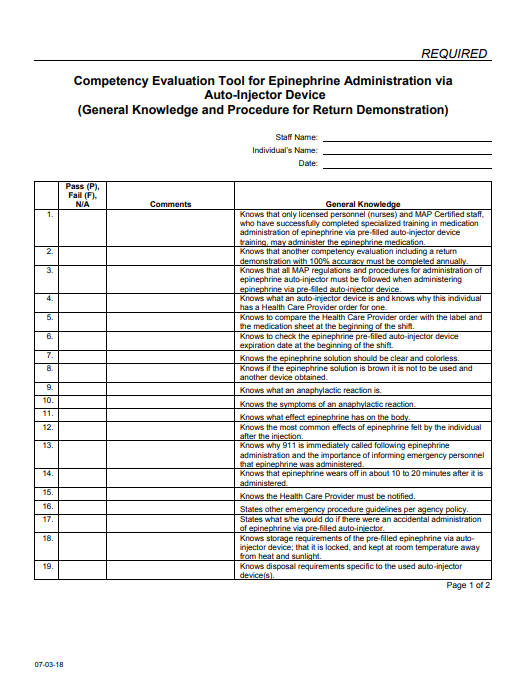 REQUIRED
Competency Evaluation Tool for Epinephrine Administration via
Auto-Injector Device
(General Knowledge and Procedure for Return Demonstration)
Staff Name:
Individual's Name:
Date:
Pass (P),
Fail (F),
N/A
Comments
General Knowledge
1.
Knows that only licensed personnel (nurses) and MAP Certified staff,
who have successfully completed specialized training in medication
administration of epinephrine via pre-filled auto-injector device
training, may administer the epinephrine medication.
2.
Knows that another competency evaluation including a return
demonstration with 100% accuracy must be completed annually.
3.
Knows that all MAP regulations and procedures for administration of
epinephrine auto-injector must be followed when administering
epinephrine via pre-filled auto-injector device.
4.
Knows what an auto-injector device is and knows why this individual
has a Health Care Provider order for one.
5.
Knows to compare the Health Care Provider order with the label and
the medication sheet at the beginning of the shift.
6.
Knows to check the epinephrine pre-filled auto-injector device
expiration date at the beginning of the shift.
7.
Knows the epinephrine solution should be clear and colorless.
8.
Knows if the epinephrine solution is brown it is not to be used and
another device obtained.
9.
Knows what an anaphylactic reaction is.
10.
Knows the symptoms of an anaphylactic reaction.
11.
Knows what effect epinephrine has on the body.
12.
Knows the most common effects of epinephrine felt by the individual
after the injection.
13.
Knows why 911 is immediately called following epinephrine
administration and the importance of informing emergency personnel
that epinephrine was administered.
14.
Knows that epinephrine wears off in about 10 to 20 minutes after it is
administered.
15.
Knows the Health Care Provider must be notified.
16.
States other emergency procedure guidelines per agency policy.
17.
States what s/he would do if there were an accidental administration
of epinephrine via pre-filled auto-injector.
18.
Knows storage requirements of the pre-filled epinephrine via auto-
injector device; that it is locked, and kept at room temperature away
from heat and sunlight.
19.
Knows disposal requirements specific to the used auto-injector
device(s).
Page 1 of 2
07-03-18